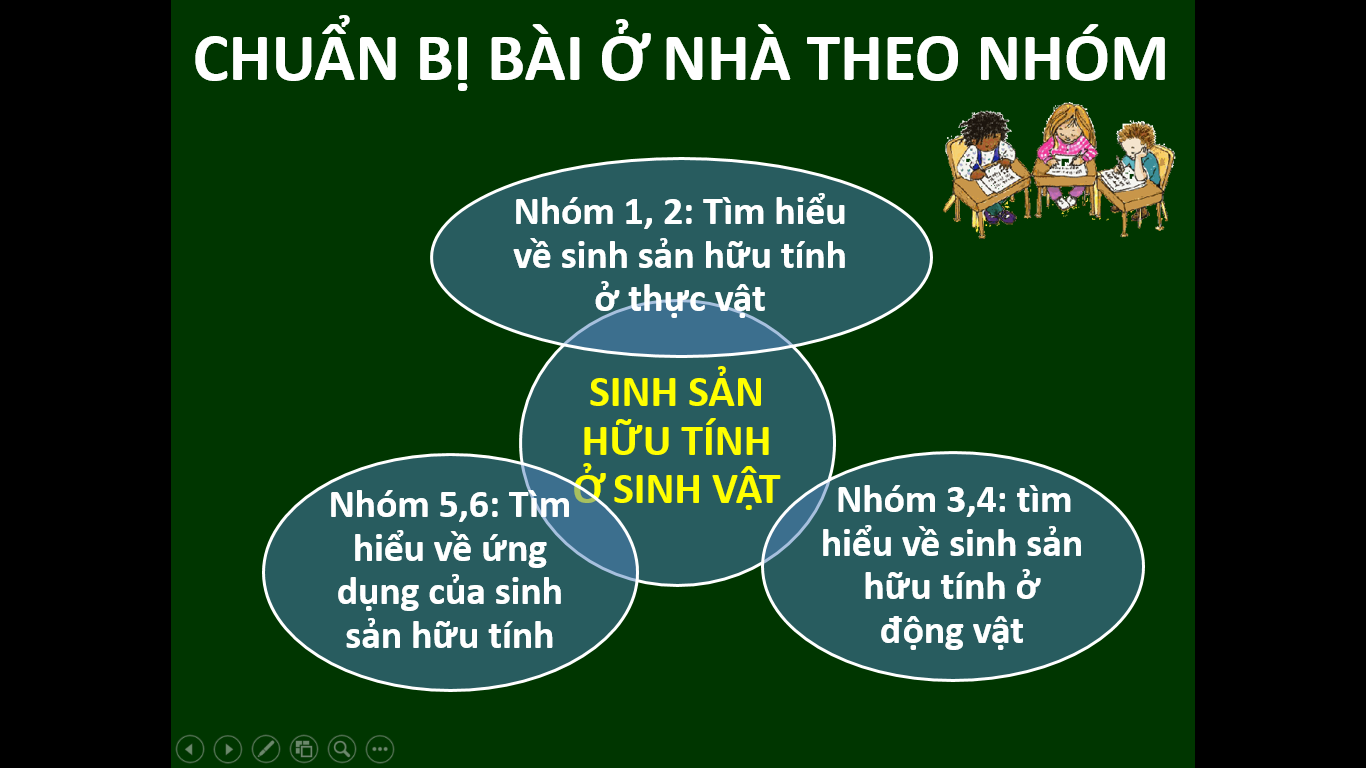 CHUẨN BỊ BÀI Ở NHÀ THEO NHÓM
Nhóm 1, 2: Tìm hiểu
về sinh sản hữu tính
ở thực vật
SINH SẢN
HỮU TÍNH
Ở SINH VẬT
Nhóm 5,6: Tìm
hiểu về ứng
dụng của sinh
sản hữu tính
Nhóm 3,4: tìm
hiểu về sinh sản
hữu tính ở
động vật